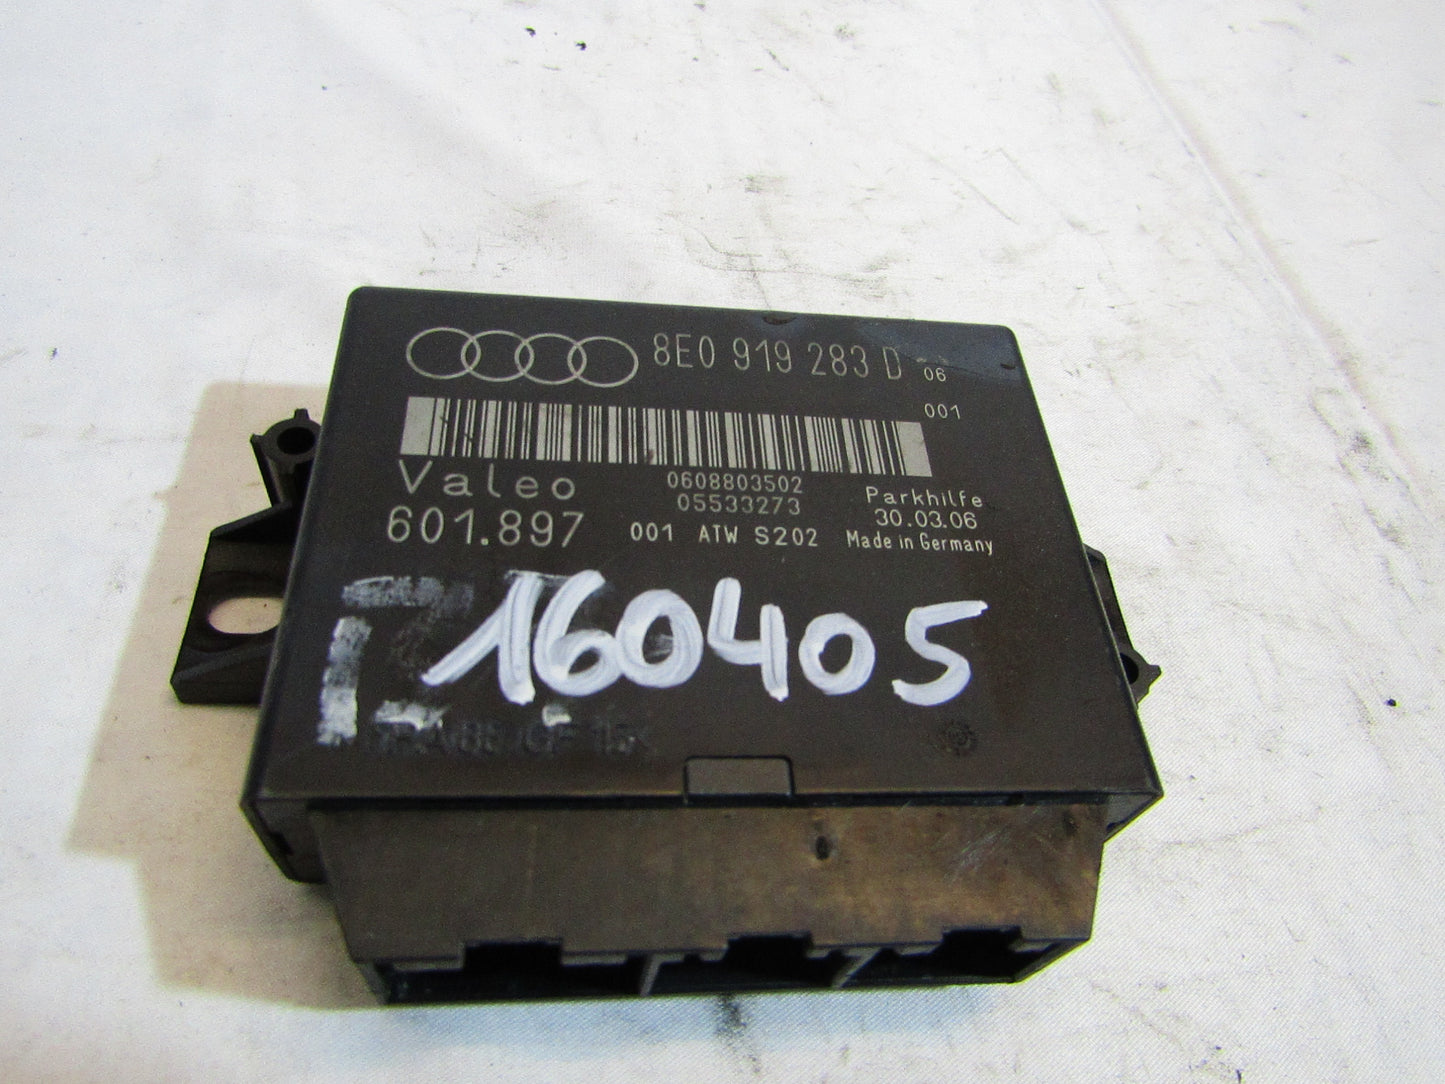 8E0 919 283 D 06
001
Valeo
0608803502
05533273
Parkhilfe
30.03.06
601.897
001 ATW S202
Made in Germany
160405